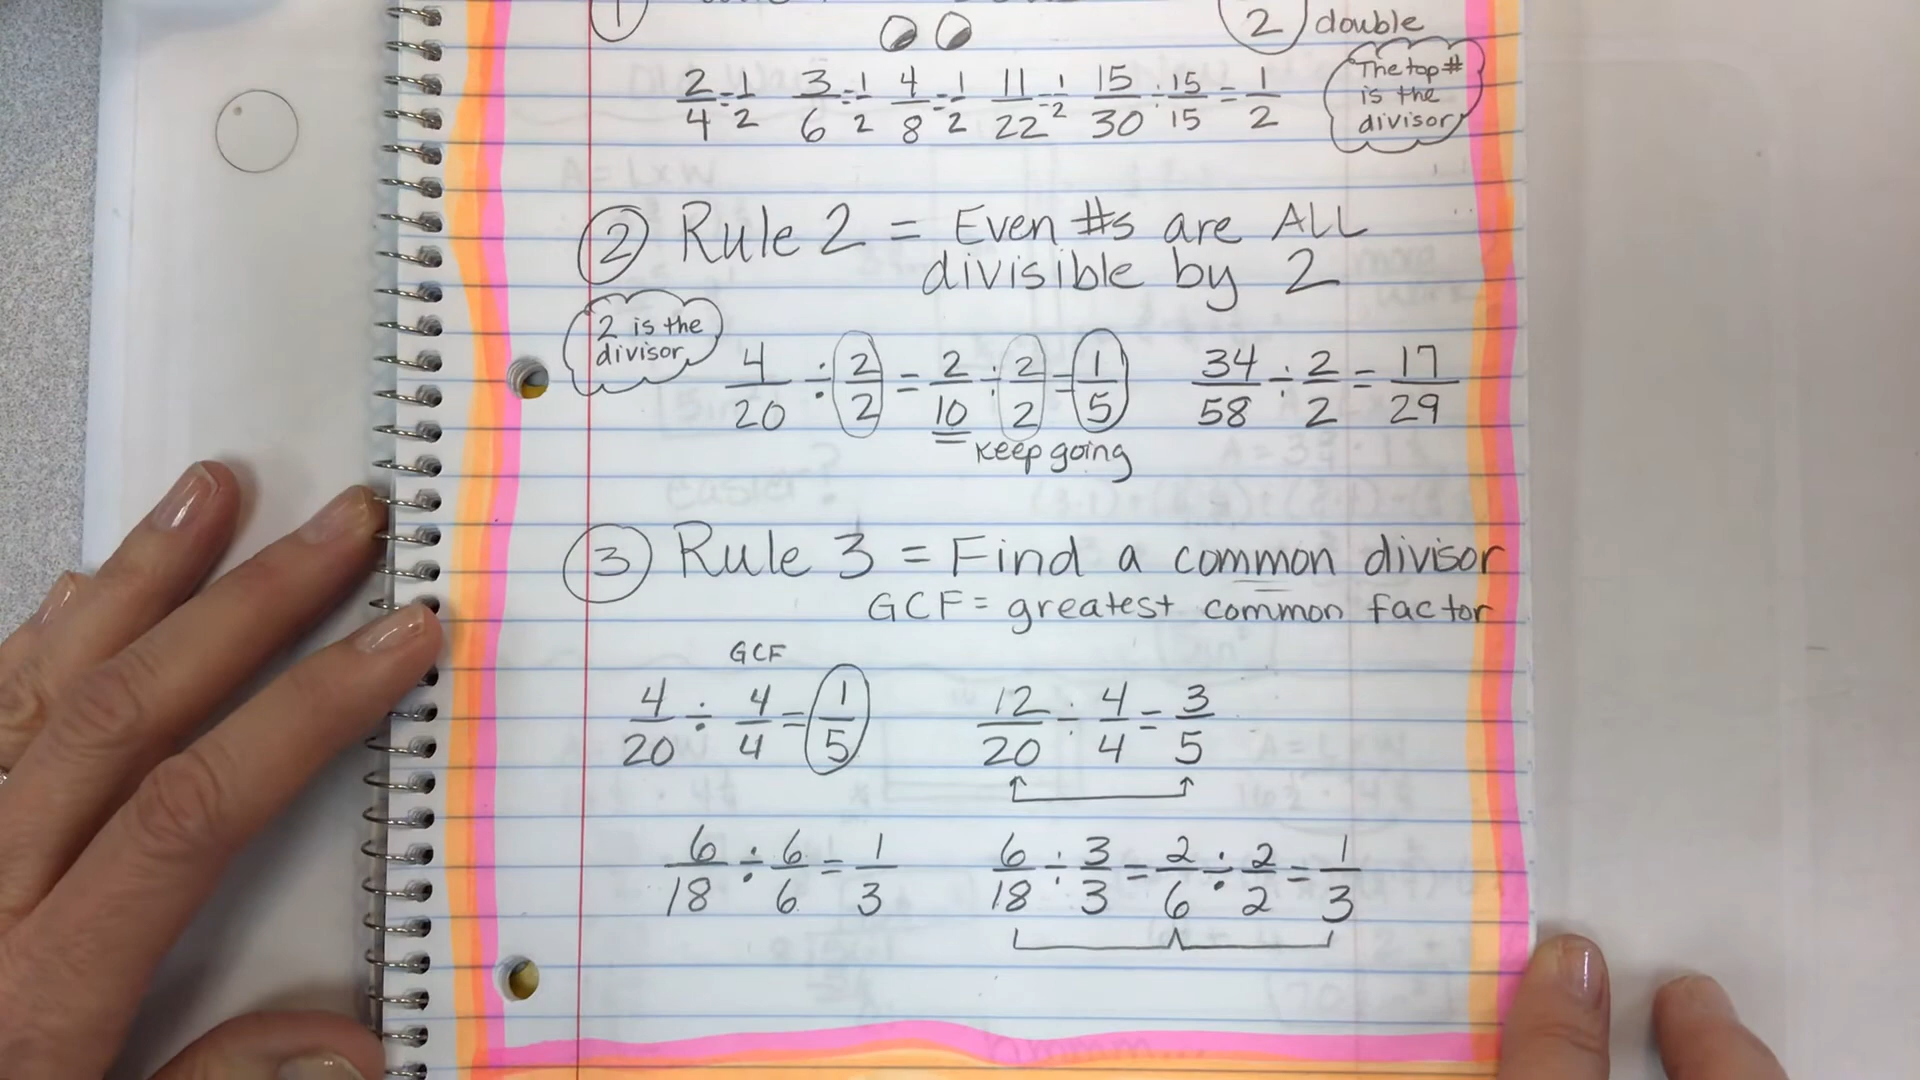 1
2 double
2/4 = 1/2 3/6 = 1/2 4/8 = 1/2 11/22 = 1/2 15/30 ÷ 15/15 = 1/2
The top #
is the
divisor
② Rule 2 = Even #s are ALL
divisible by 2
2 is the
divisor
4/20 ÷ 2/2 = 2/10 ÷ 2/2 = 1/5 34/58 ÷ 2/2 = 17/29
keep going
③ Rule 3 = Find a common divisor
GCF = greatest common factor
GCF
4/20 ÷ 4/4 = 1/5 12/20 ÷ 4/4 = 3/5
6/18 ÷ 6/6 = 1/3 6/18 ÷ 3/3 = 2/6 ÷ 2/2 = 1/3